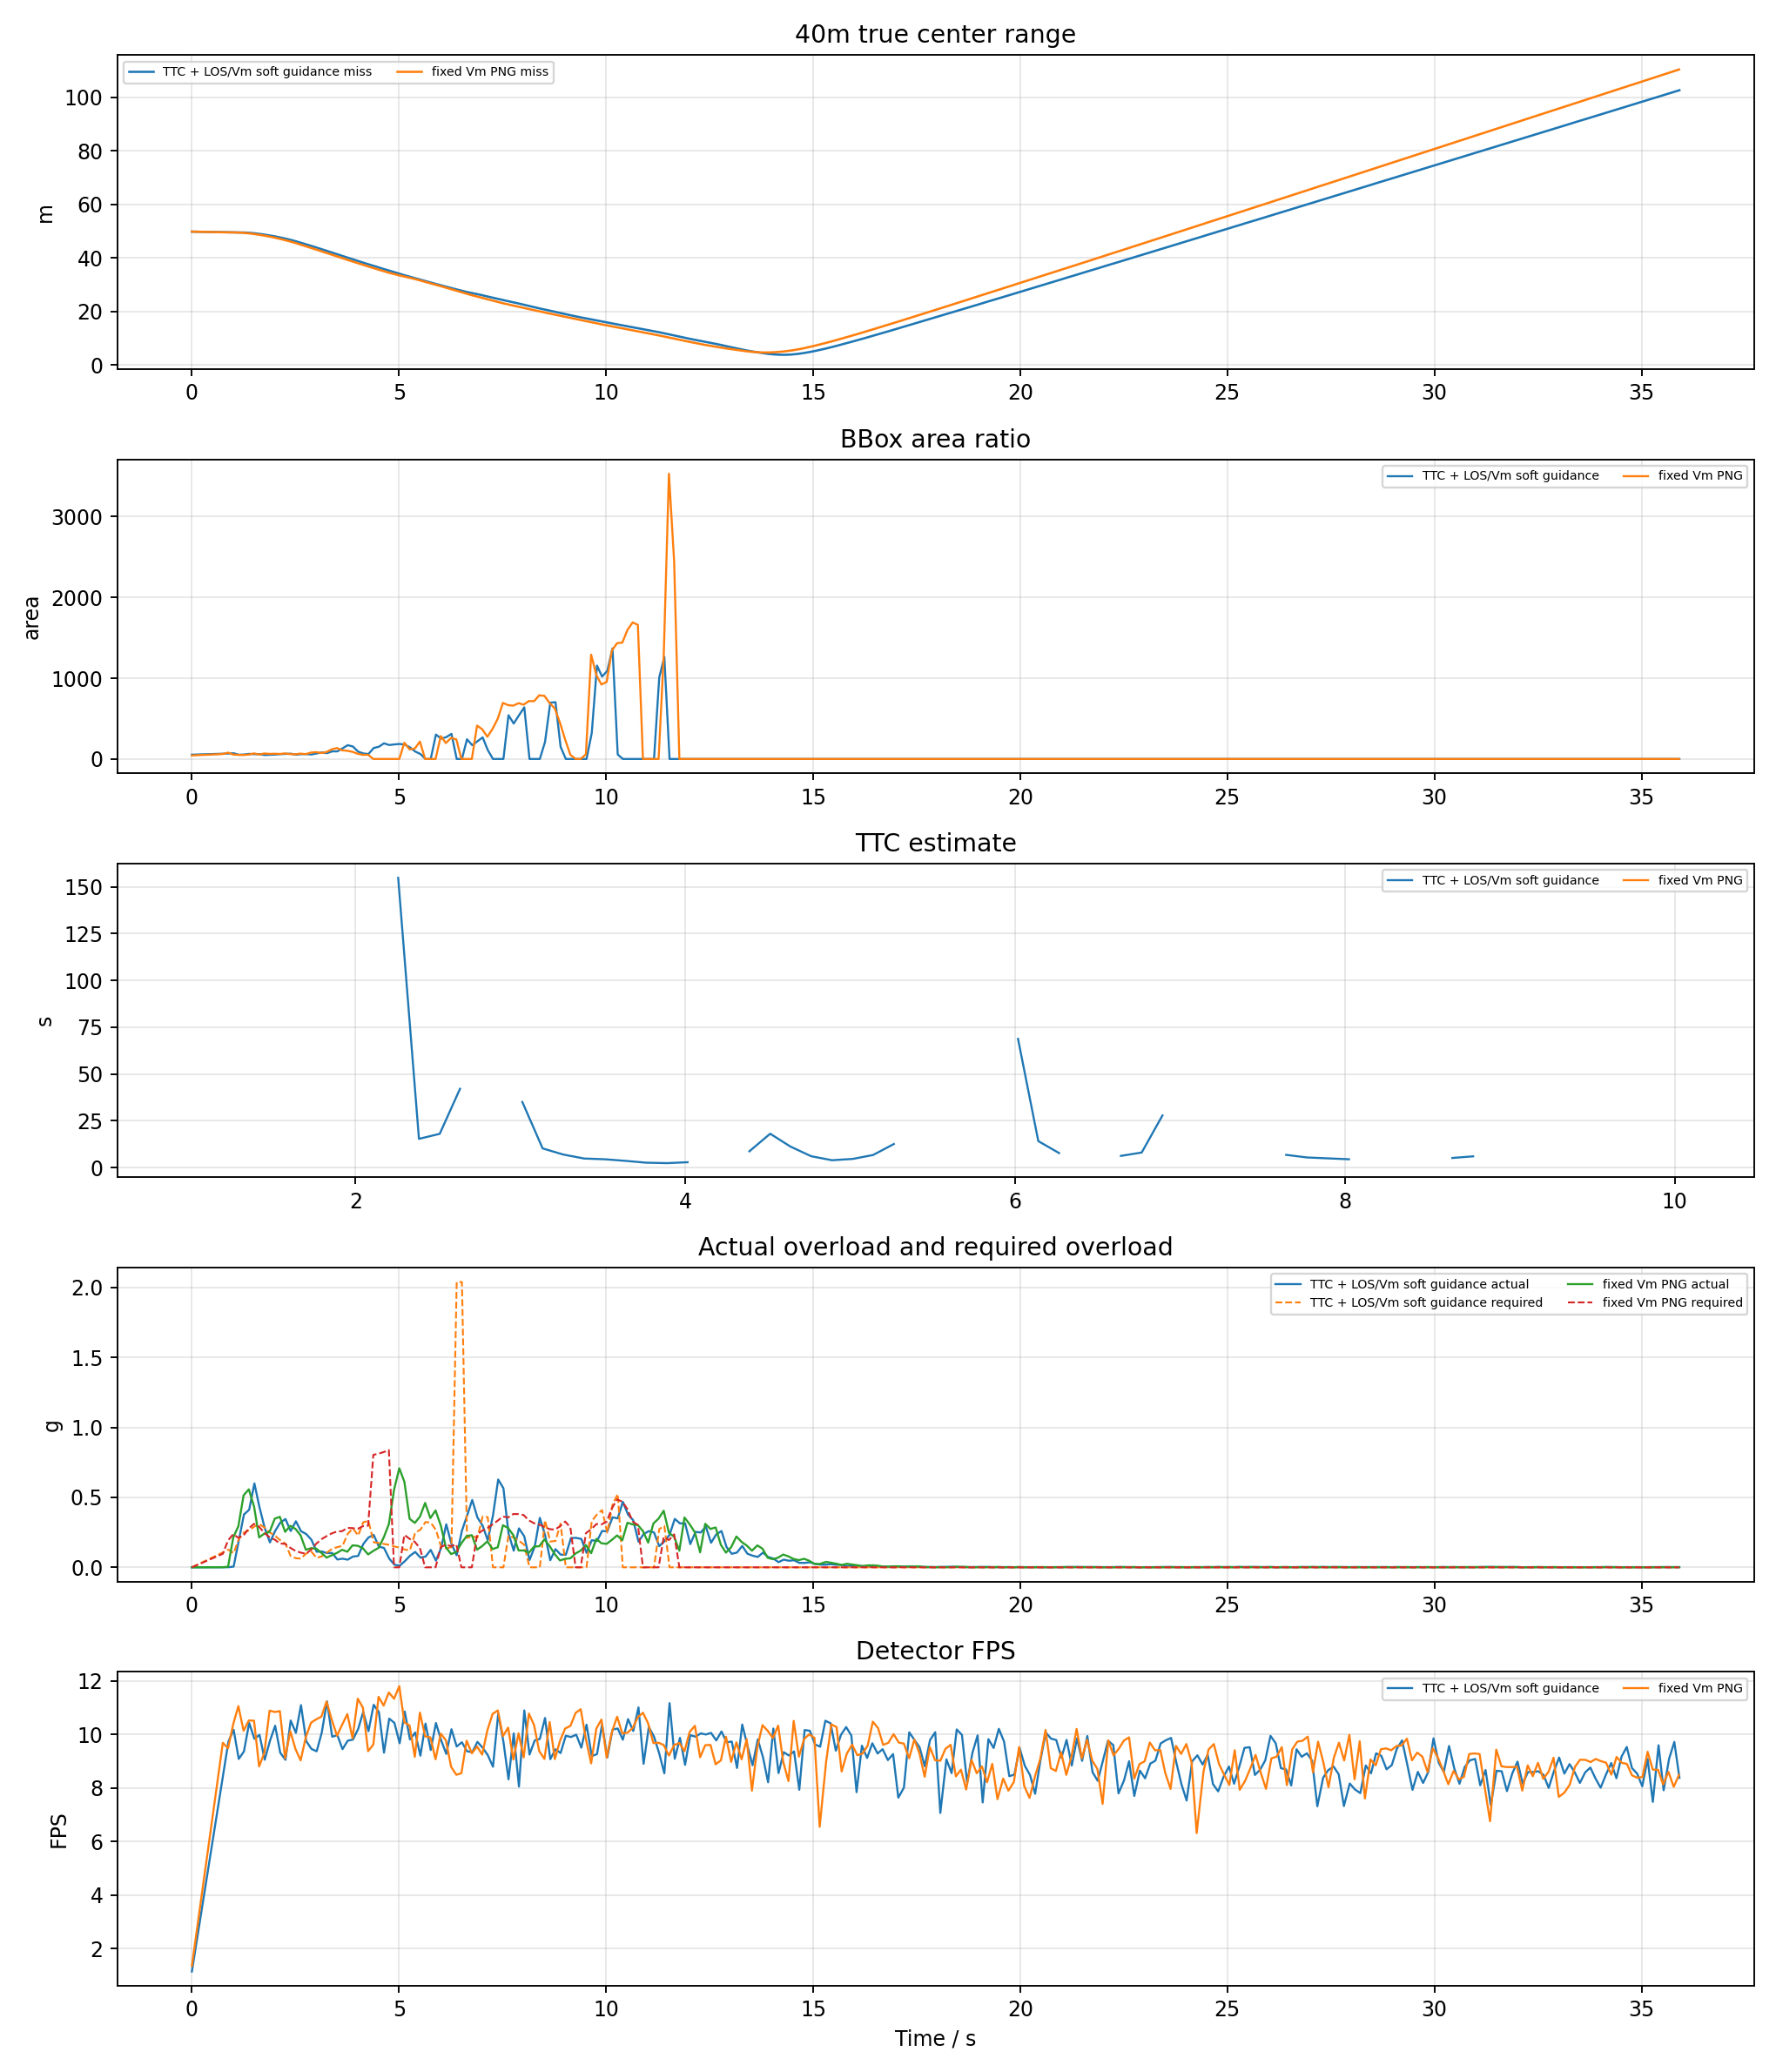 40m true center range
TTC + LOS/Vm soft guidance miss fixed Vm PNG miss
100
80
60
40
20
0
m
0 5 10 15 20 25 30 35
BBox area ratio
TTC + LOS/Vm soft guidance fixed Vm PNG
3000
2000
1000
0
area
0 5 10 15 20 25 30 35
TTC estimate
TTC + LOS/Vm soft guidance fixed Vm PNG
150
125
100
75
50
25
0
s
2 4 6 8 10
Actual overload and required overload
TTC + LOS/Vm soft guidance actual fixed Vm PNG actual
TTC + LOS/Vm soft guidance required fixed Vm PNG required
2.0
1.5
1.0
0.5
0.0
g
0 5 10 15 20 25 30 35
Detector FPS
TTC + LOS/Vm soft guidance fixed Vm PNG
12
10
8
6
4
2
FPS
0 5 10 15 20 25 30 35
Time / s